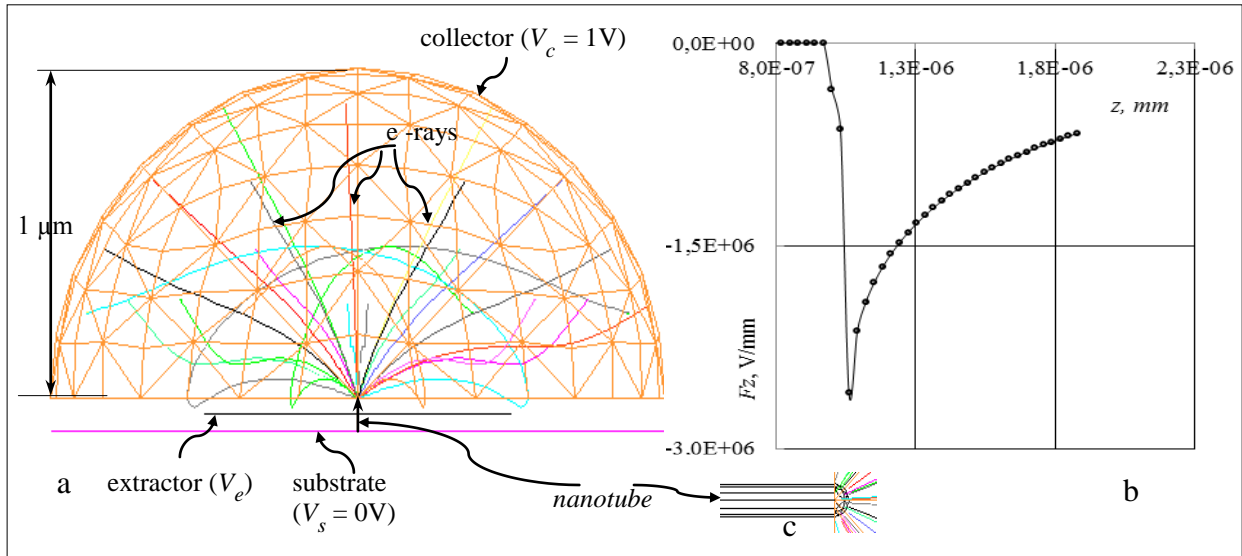 collector (Vc = 1V)
e -rays
1 μm
extractor (Ve)
substrate
(Vs = 0V)
a
nanotube
c
0,0E+00
8,0E-07 1,3E-06 1,8E-06 2,3E-06
z, mm
-1,5E+06
Fz, V/mm
-3.0E+06
b